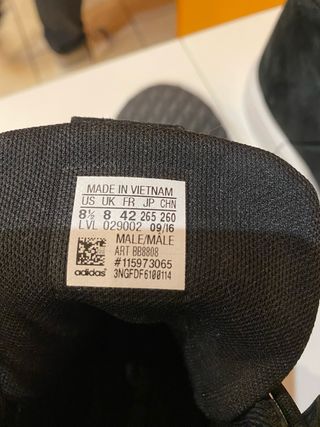 MADE IN VIETNAM
US UK FR JP CHN
8½ 8 42 265 260
LVL 029002 09/16
MALE/MALE
ART BB8808
#115973065
adidas 3NGFDF6100114